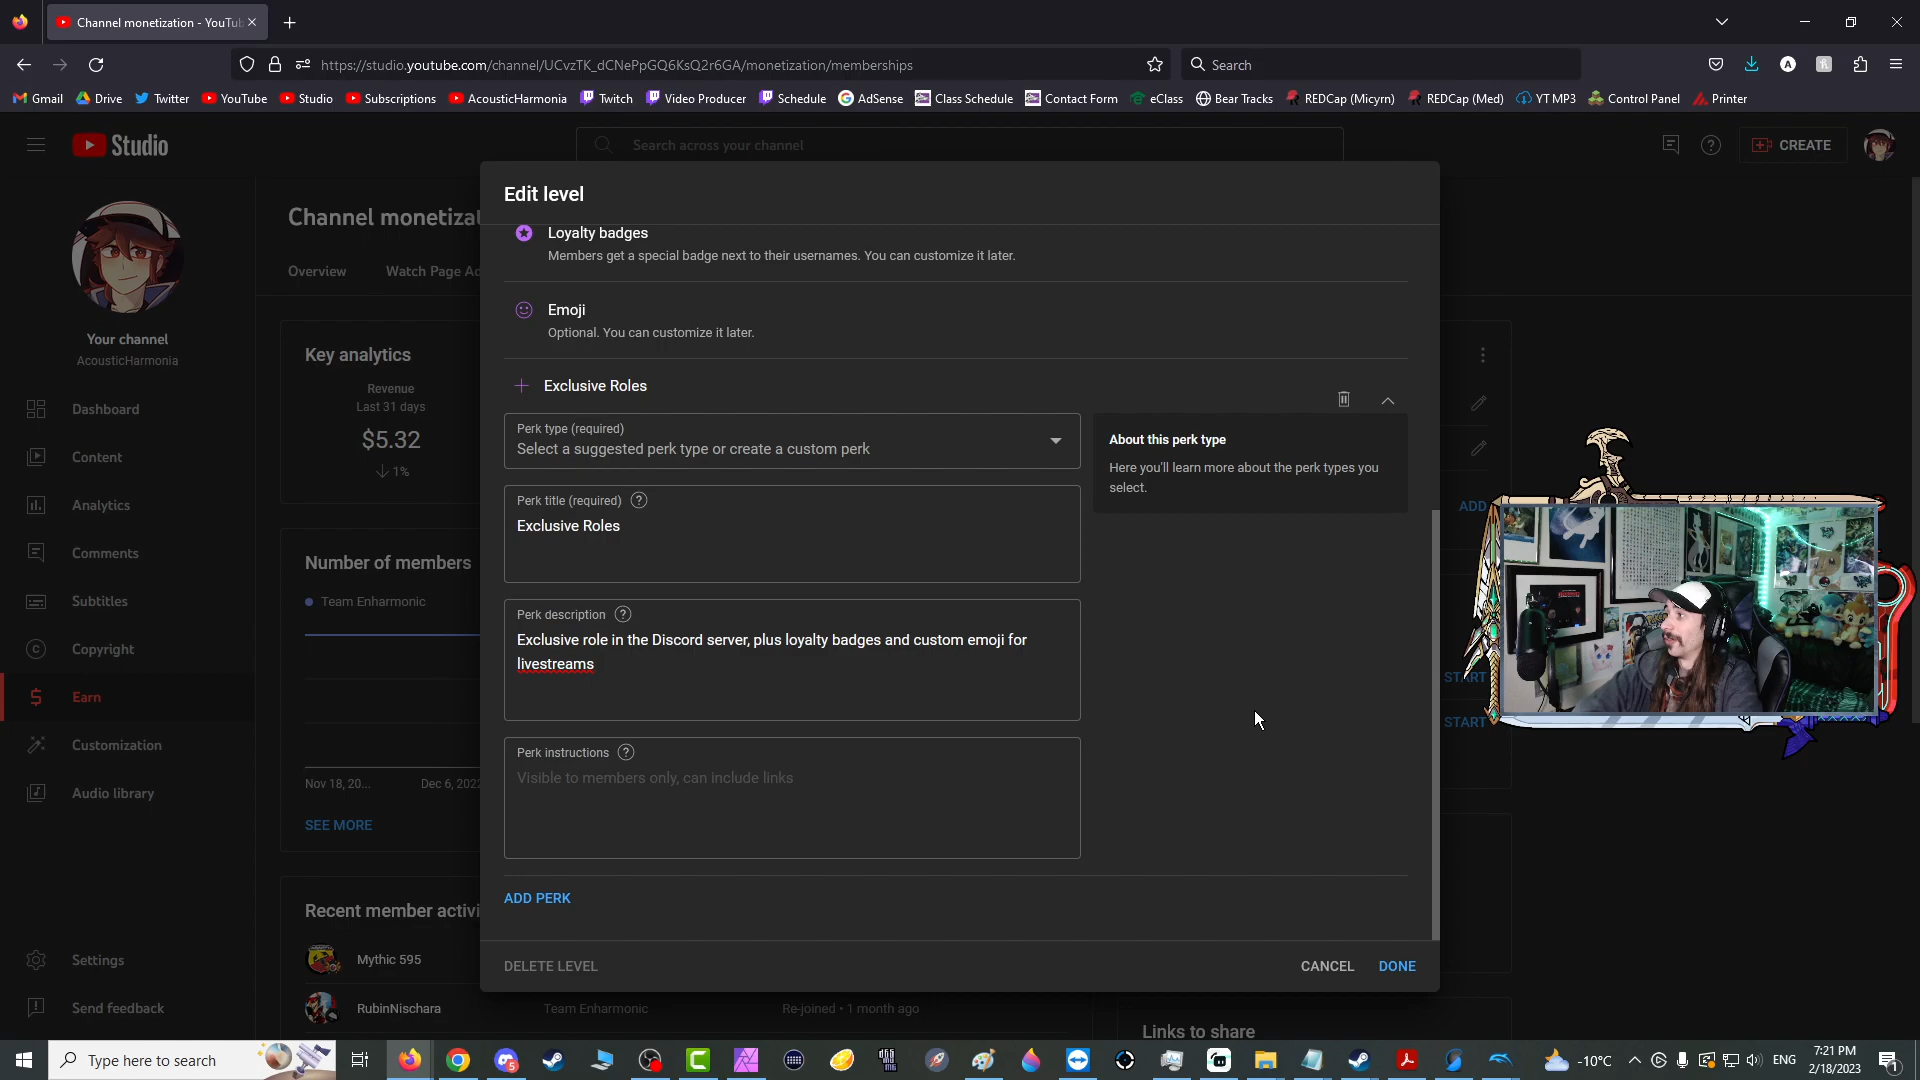 Channel monetization - YouTub
https://studio.youtube.com/channel/UCvzTK_dCNePpGQ6KsQ2r6GA/monetization/memberships
Search
Gmail
Drive
Twitter
YouTube
Studio
Subscriptions
AcousticHarmonia
Twitch
Video Producer
Schedule
AdSense
Class Schedule
Contact Form
eClass
Bear Tracks
REDCap (Micyrn)
REDCap (Med)
YT MP3
Control Panel
Printer
Studio
Search across your channel
CREATE
Your channel
AcousticHarmonia
Dashboard
Content
Analytics
Comments
Subtitles
Copyright
Earn
Customization
Audio library
Settings
Send feedback
Channel monetizat
Overview
Watch Page Ad
Key analytics
Revenue
Last 31 days
$5.32
1%
Number of members
Team Enharmonic
Nov 18, 20...
Dec 6, 2022
SEE MORE
Recent member activi
Mythic 595
RubinNischara
Team Enharmonic
Re-joined • 1 month ago
Edit level
Loyalty badges
Members get a special badge next to their usernames. You can customize it later.
Emoji
Optional. You can customize it later.
Exclusive Roles
Perk type (required)
Select a suggested perk type or create a custom perk
About this perk type
Here you'll learn more about the perk types you
select.
Perk title (required)
Exclusive Roles
Perk description
Exclusive role in the Discord server, plus loyalty badges and custom emoji for
livestreams
Perk instructions
Visible to members only, can include links
ADD PERK
DELETE LEVEL
CANCEL
DONE
ADD
START
START
Links to share
Type here to search
-10°C
ENG
7:21 PM
2/18/2023